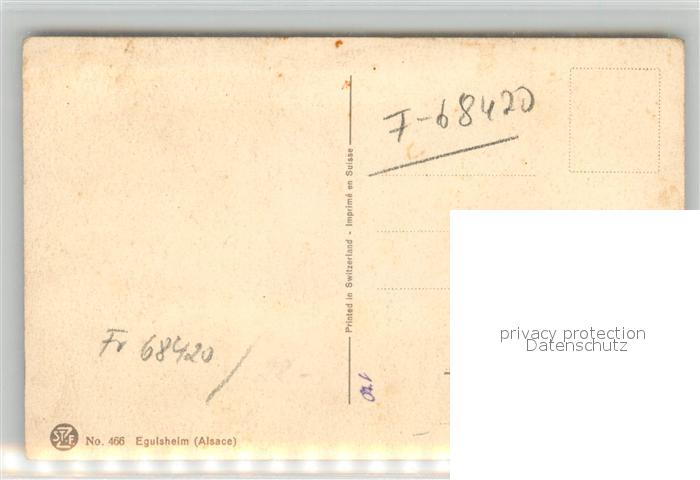 F-68420
Printed in Switzerland - Imprimé en Suisse
privacy protection
Datenschutz
Fr 68420
No. 466 Egulsheim (Alsace)